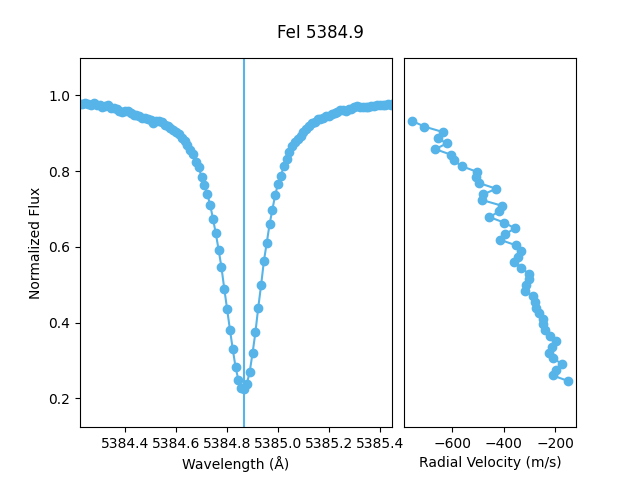 FeI 5384.9
1.0
0.8
0.6
0.4
0.2
Normalized Flux
5384.4 5384.6 5384.8 5385.0 5385.2 5385.4
Wavelength (Å)
−600 −400 −200
Radial Velocity (m/s)